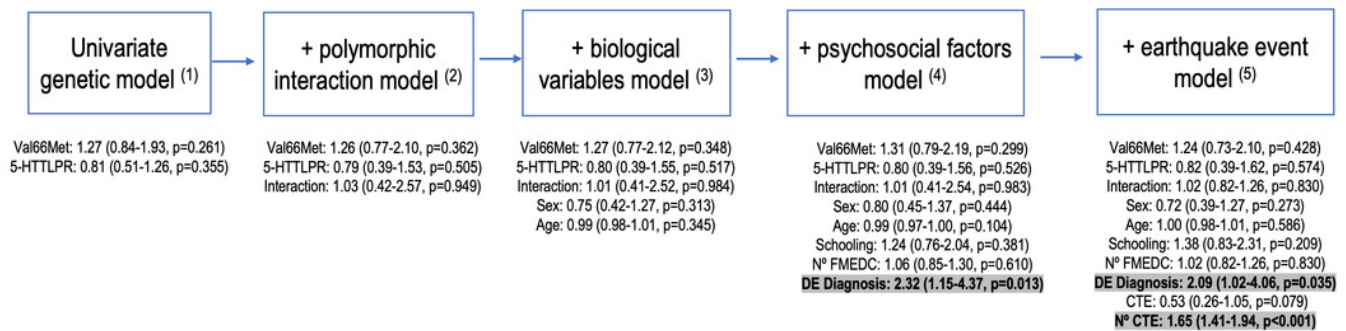 Univariate
genetic model (1)
+ polymorphic
interaction model (2)
+ biological
variables model (3)
+ psychosocial factors
model (4)
+ earthquake event
model (5)
Val66Met: 1.27 (0.84-1.93, p=0.261)
5-HTTLPR: 0.81 (0.51-1.26, p=0.355)
Val66Met: 1.26 (0.77-2.10, p=0.362)
5-HTTLPR: 0.79 (0.39-1.53, p=0.505)
Interaction: 1.03 (0.42-2.57, p=0.949)
Val66Met: 1.27 (0.77-2.12, p=0.348)
5-HTTLPR: 0.80 (0.39-1.55, p=0.517)
Interaction: 1.01 (0.41-2.52, p=0.984)
Sex: 0.75 (0.42-1.27, p=0.313)
Age: 0.99 (0.98-1.01, p=0.345)
Val66Met: 1.31 (0.79-2.19, p=0.299)
5-HTTLPR: 0.80 (0.39-1.56, p=0.526)
Interaction: 1.01 (0.41-2.54, p=0.983)
Sex: 0.80 (0.45-1.37, p=0.444)
Age: 0.99 (0.97-1.00, p=0.104)
Schooling: 1.24 (0.76-2.04, p=0.381)
Nº FMEDC: 1.06 (0.85-1.30, p=0.610)
DE Diagnosis: 2.32 (1.15-4.37, p=0.013)
Val66Met: 1.24 (0.73-2.10, p=0.428)
5-HTTLPR: 0.82 (0.39-1.62, p=0.574)
Interaction: 1.02 (0.82-1.26, p=0.830)
Sex: 0.72 (0.39-1.27, p=0.273)
Age: 1.00 (0.98-1.01, p=0.586)
Schooling: 1.38 (0.83-2.31, p=0.209)
Nº FMEDC: 1.02 (0.82-1.26, p=0.830)
DE Diagnosis: 2.09 (1.02-4.06, p=0.035)
CTE: 0.53 (0.26-1.05, p=0.079)
Nº CTE: 1.65 (1.41-1.94, p<0.001)